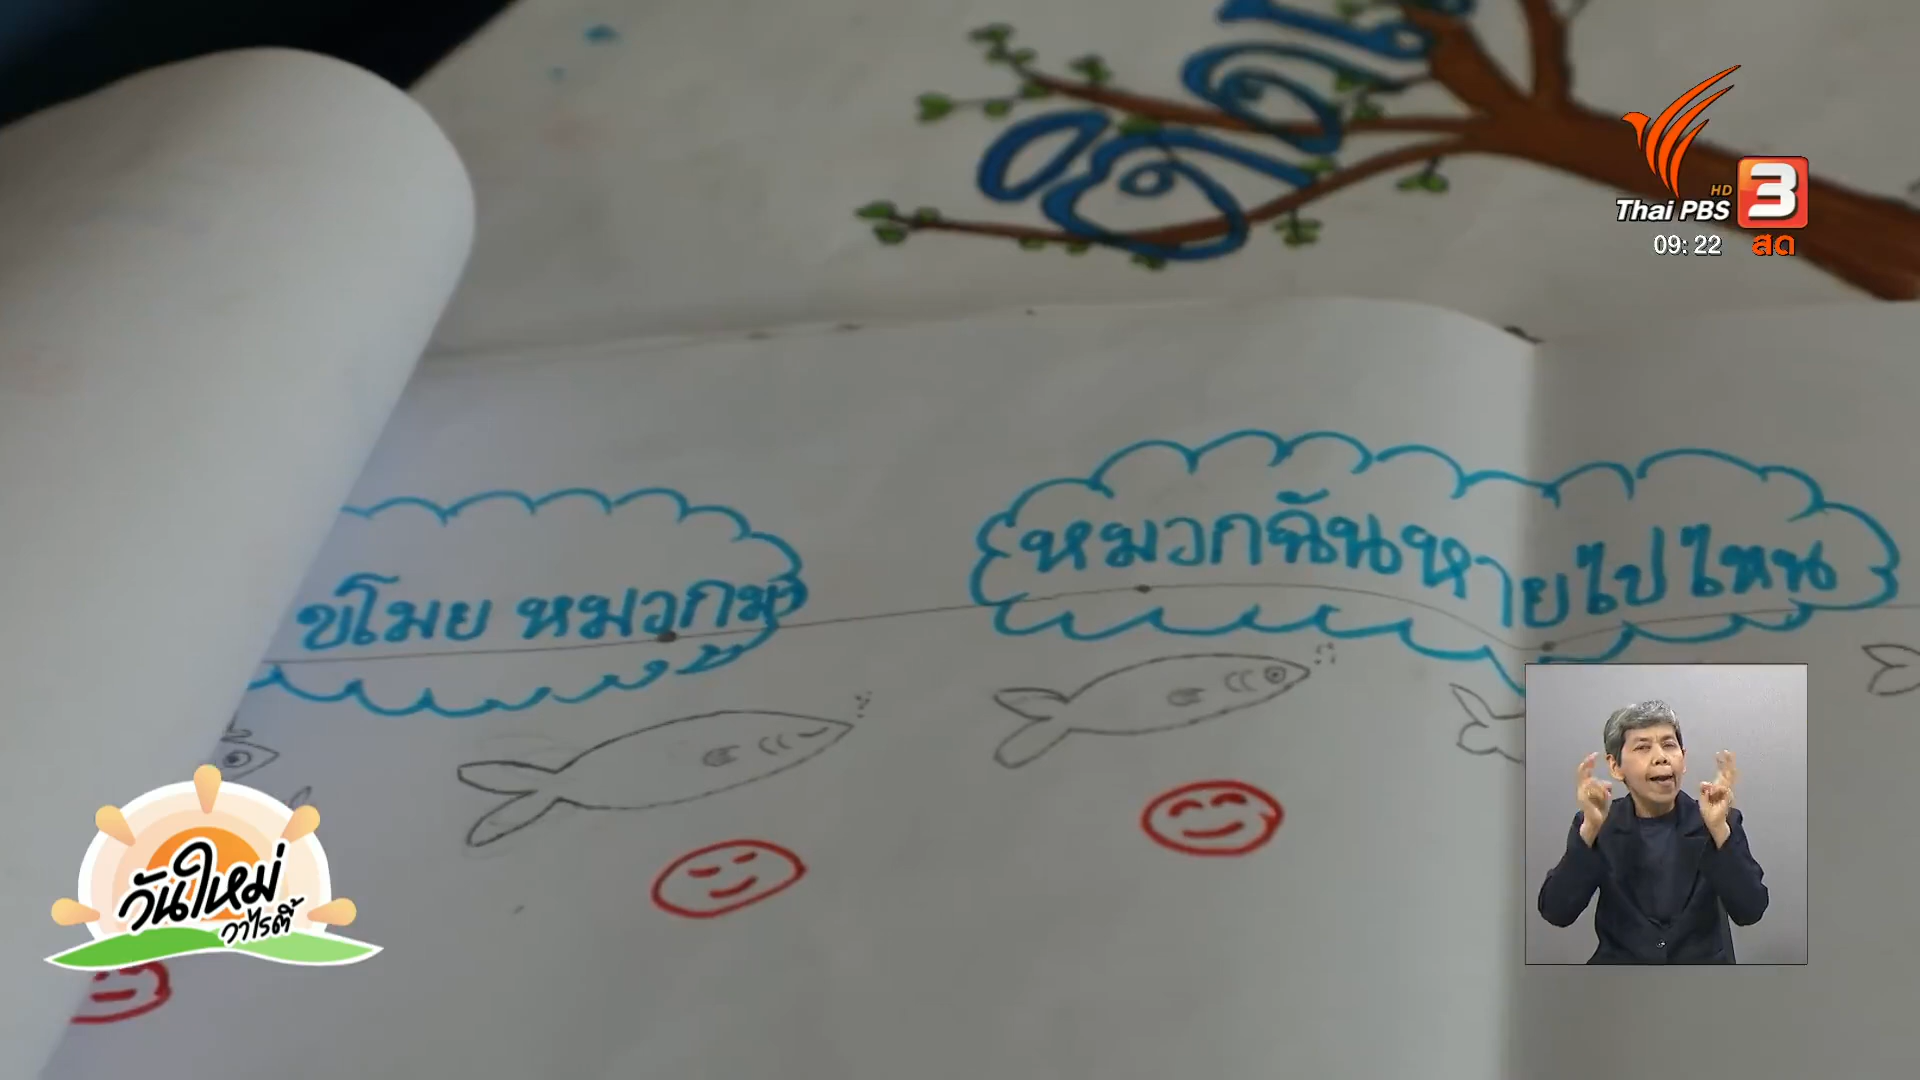 HD
Thai PBS 3
09:22 สด
ขโมย หมวกม
หมวกฉันหายไปไหน
วันใหม่
วาไรตี้